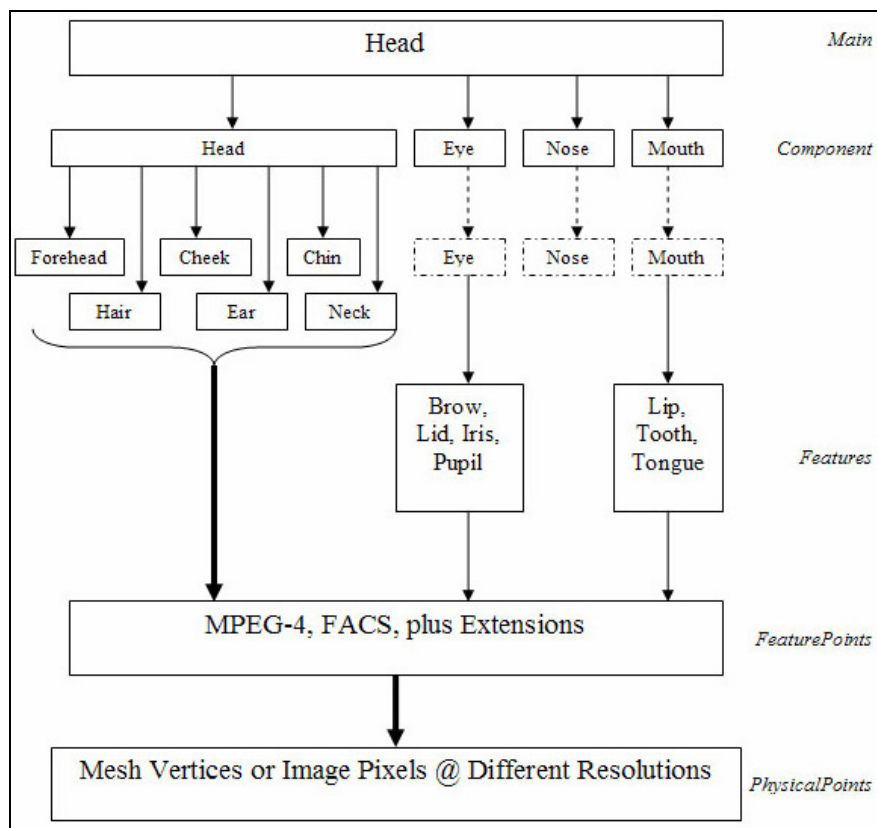 Head
Main
Head
Eye
Nose
Mouth
Component
Forehead
Cheek
Chin
Eye
Nose
Mouth
Hair
Ear
Neck
Brow,
Lid, Iris,
Pupil
Lip,
Tooth,
Tongue
Features
MPEG-4, FACS, plus Extensions
FeaturePoints
Mesh Vertices or Image Pixels @ Different Resolutions
PhysicalPoints